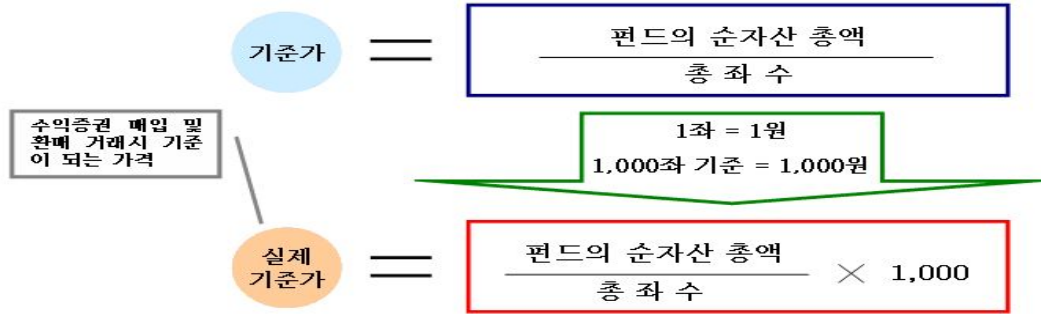 기준가
=
펀드의 순자산 총액
총 좌 수
수익증권 매입 및
환매 거래시 기준
이 되는 가격
1좌 = 1원
1,000좌 기준 = 1,000원
실제
기준가
=
펀드의 순자산 총액
총 좌 수
× 1,000